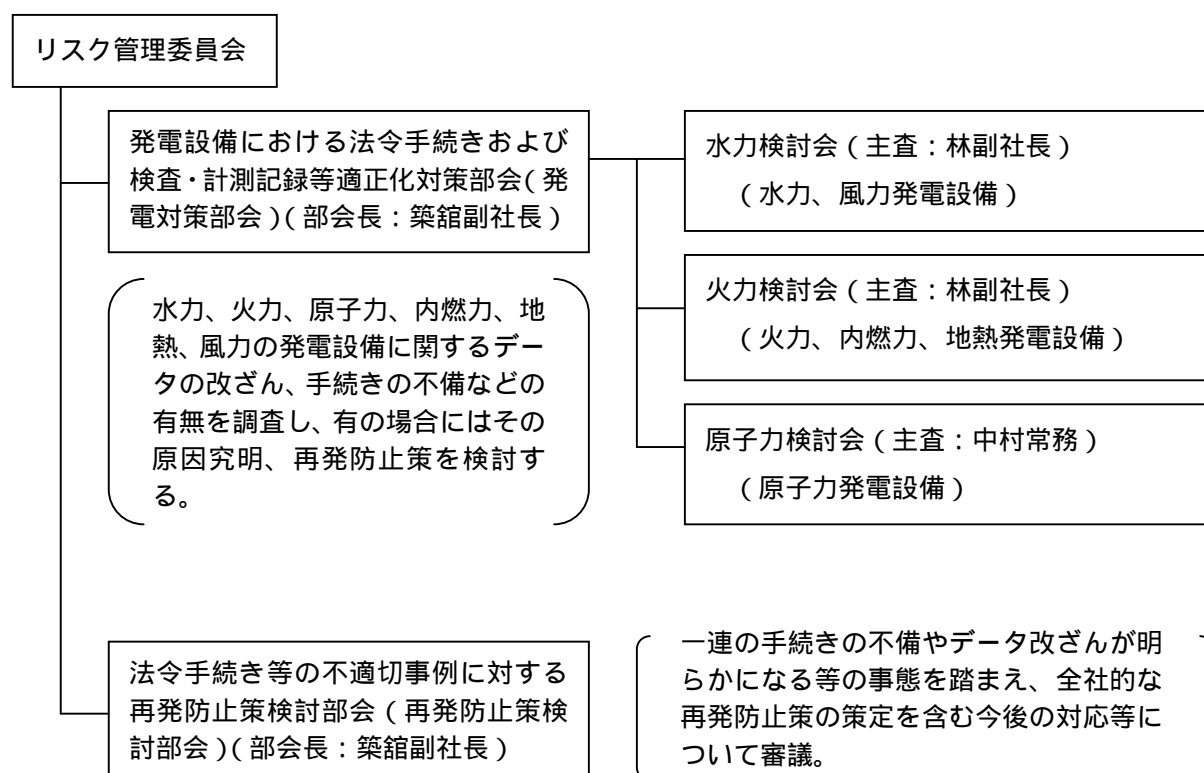 リスク管理委員会
発電設備における法令手続きおよび
検査・計測記録等適正化対策部会(発
電対策部会)(部会長:築舘副社長)
水力、火力、原子力、内燃力、地
熱、風力の発電設備に関するデー
タの改ざん、手続きの不備などの
有無を調査し、有の場合にはその
原因究明、再発防止策を検討す
る。
水力検討会(主査:林副社長)
(水力、風力発電設備)
火力検討会(主査:林副社長)
(火力、内燃力、地熱発電設備)
原子力検討会(主査:中村常務)
(原子力発電設備)
法令手続き等の不適切事例に対する
再発防止策検討部会(再発防止策検
討部会)(部会長:築舘副社長)
一連の手続きの不備やデータ改ざんが明
らかになる等の事態を踏まえ、全社的な
再発防止策の策定を含む今後の対応等に
ついて審議。